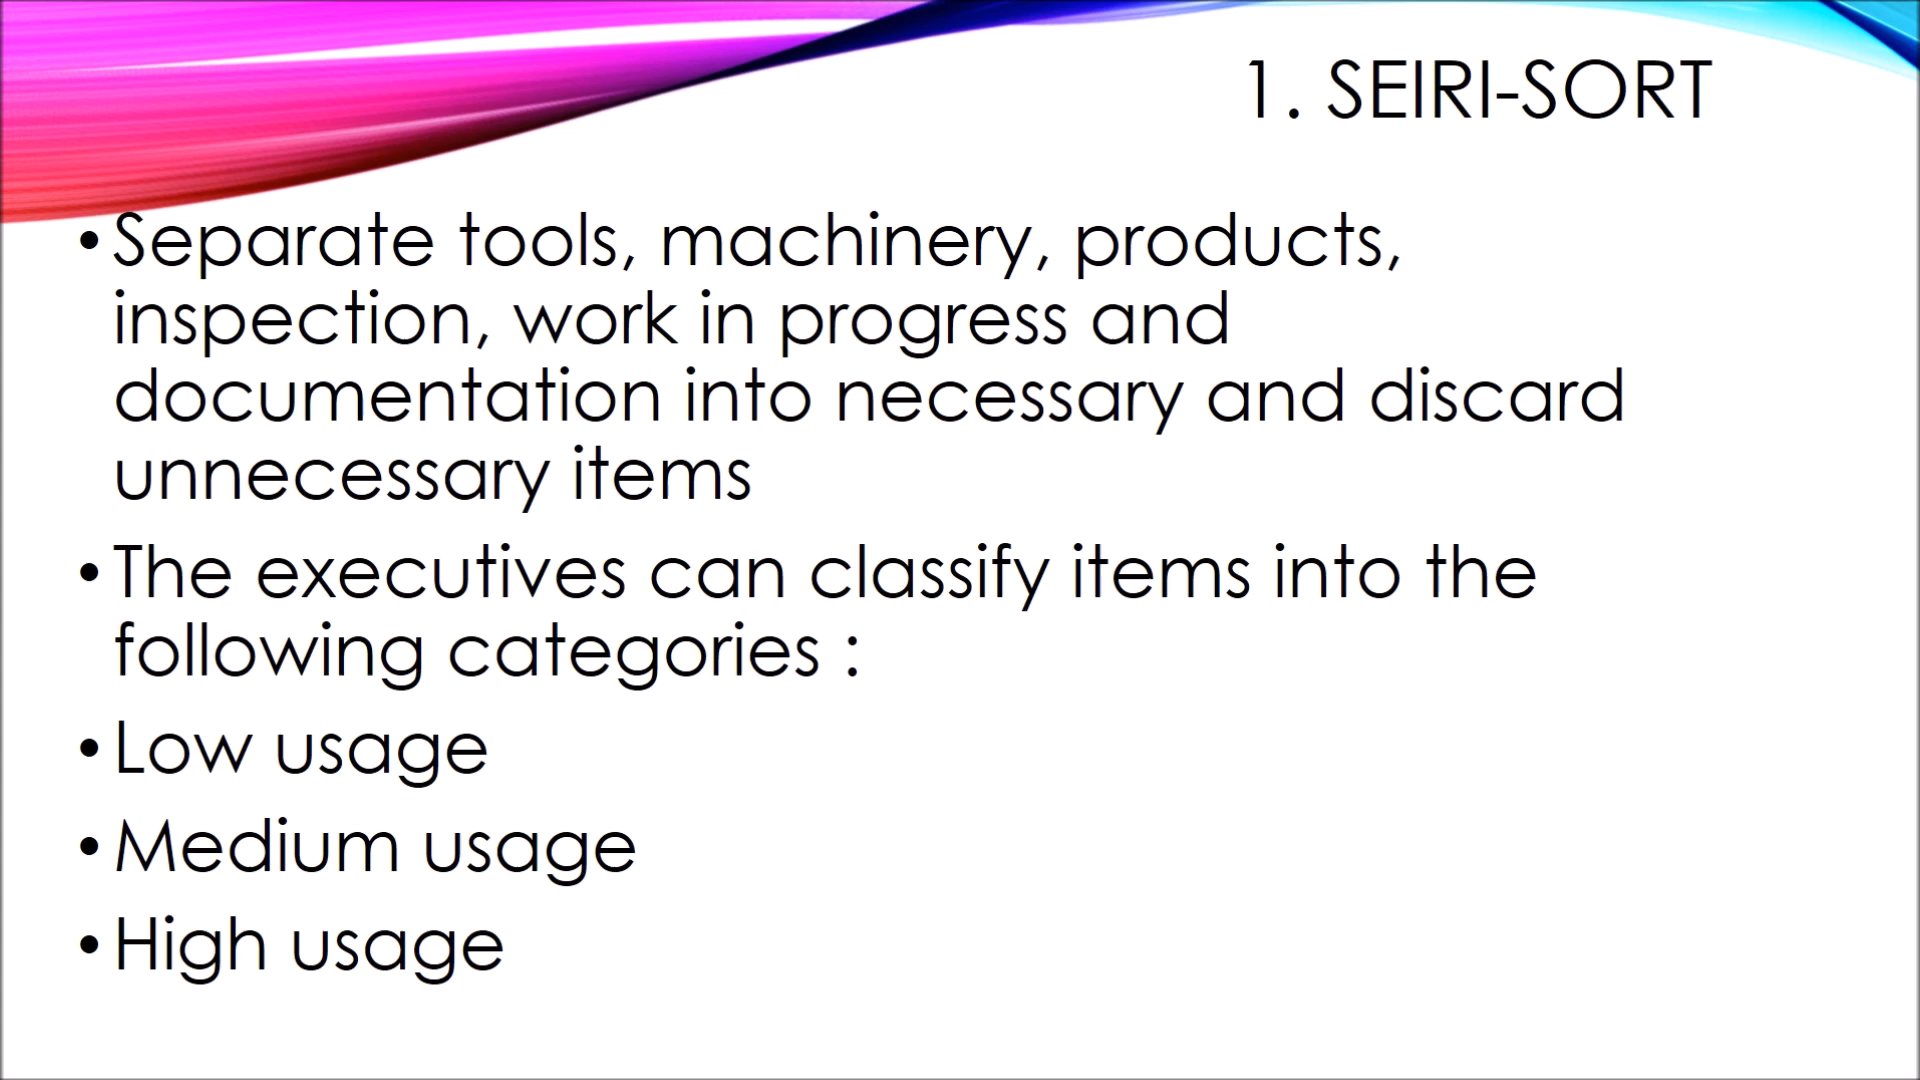 1. SEIRI-SORT
•Separate tools, machinery, products,
inspection, work in progress and
documentation into necessary and discard
unnecessary items
•The executives can classify items into the
following categories :
•Low usage
•Medium usage
•High usage